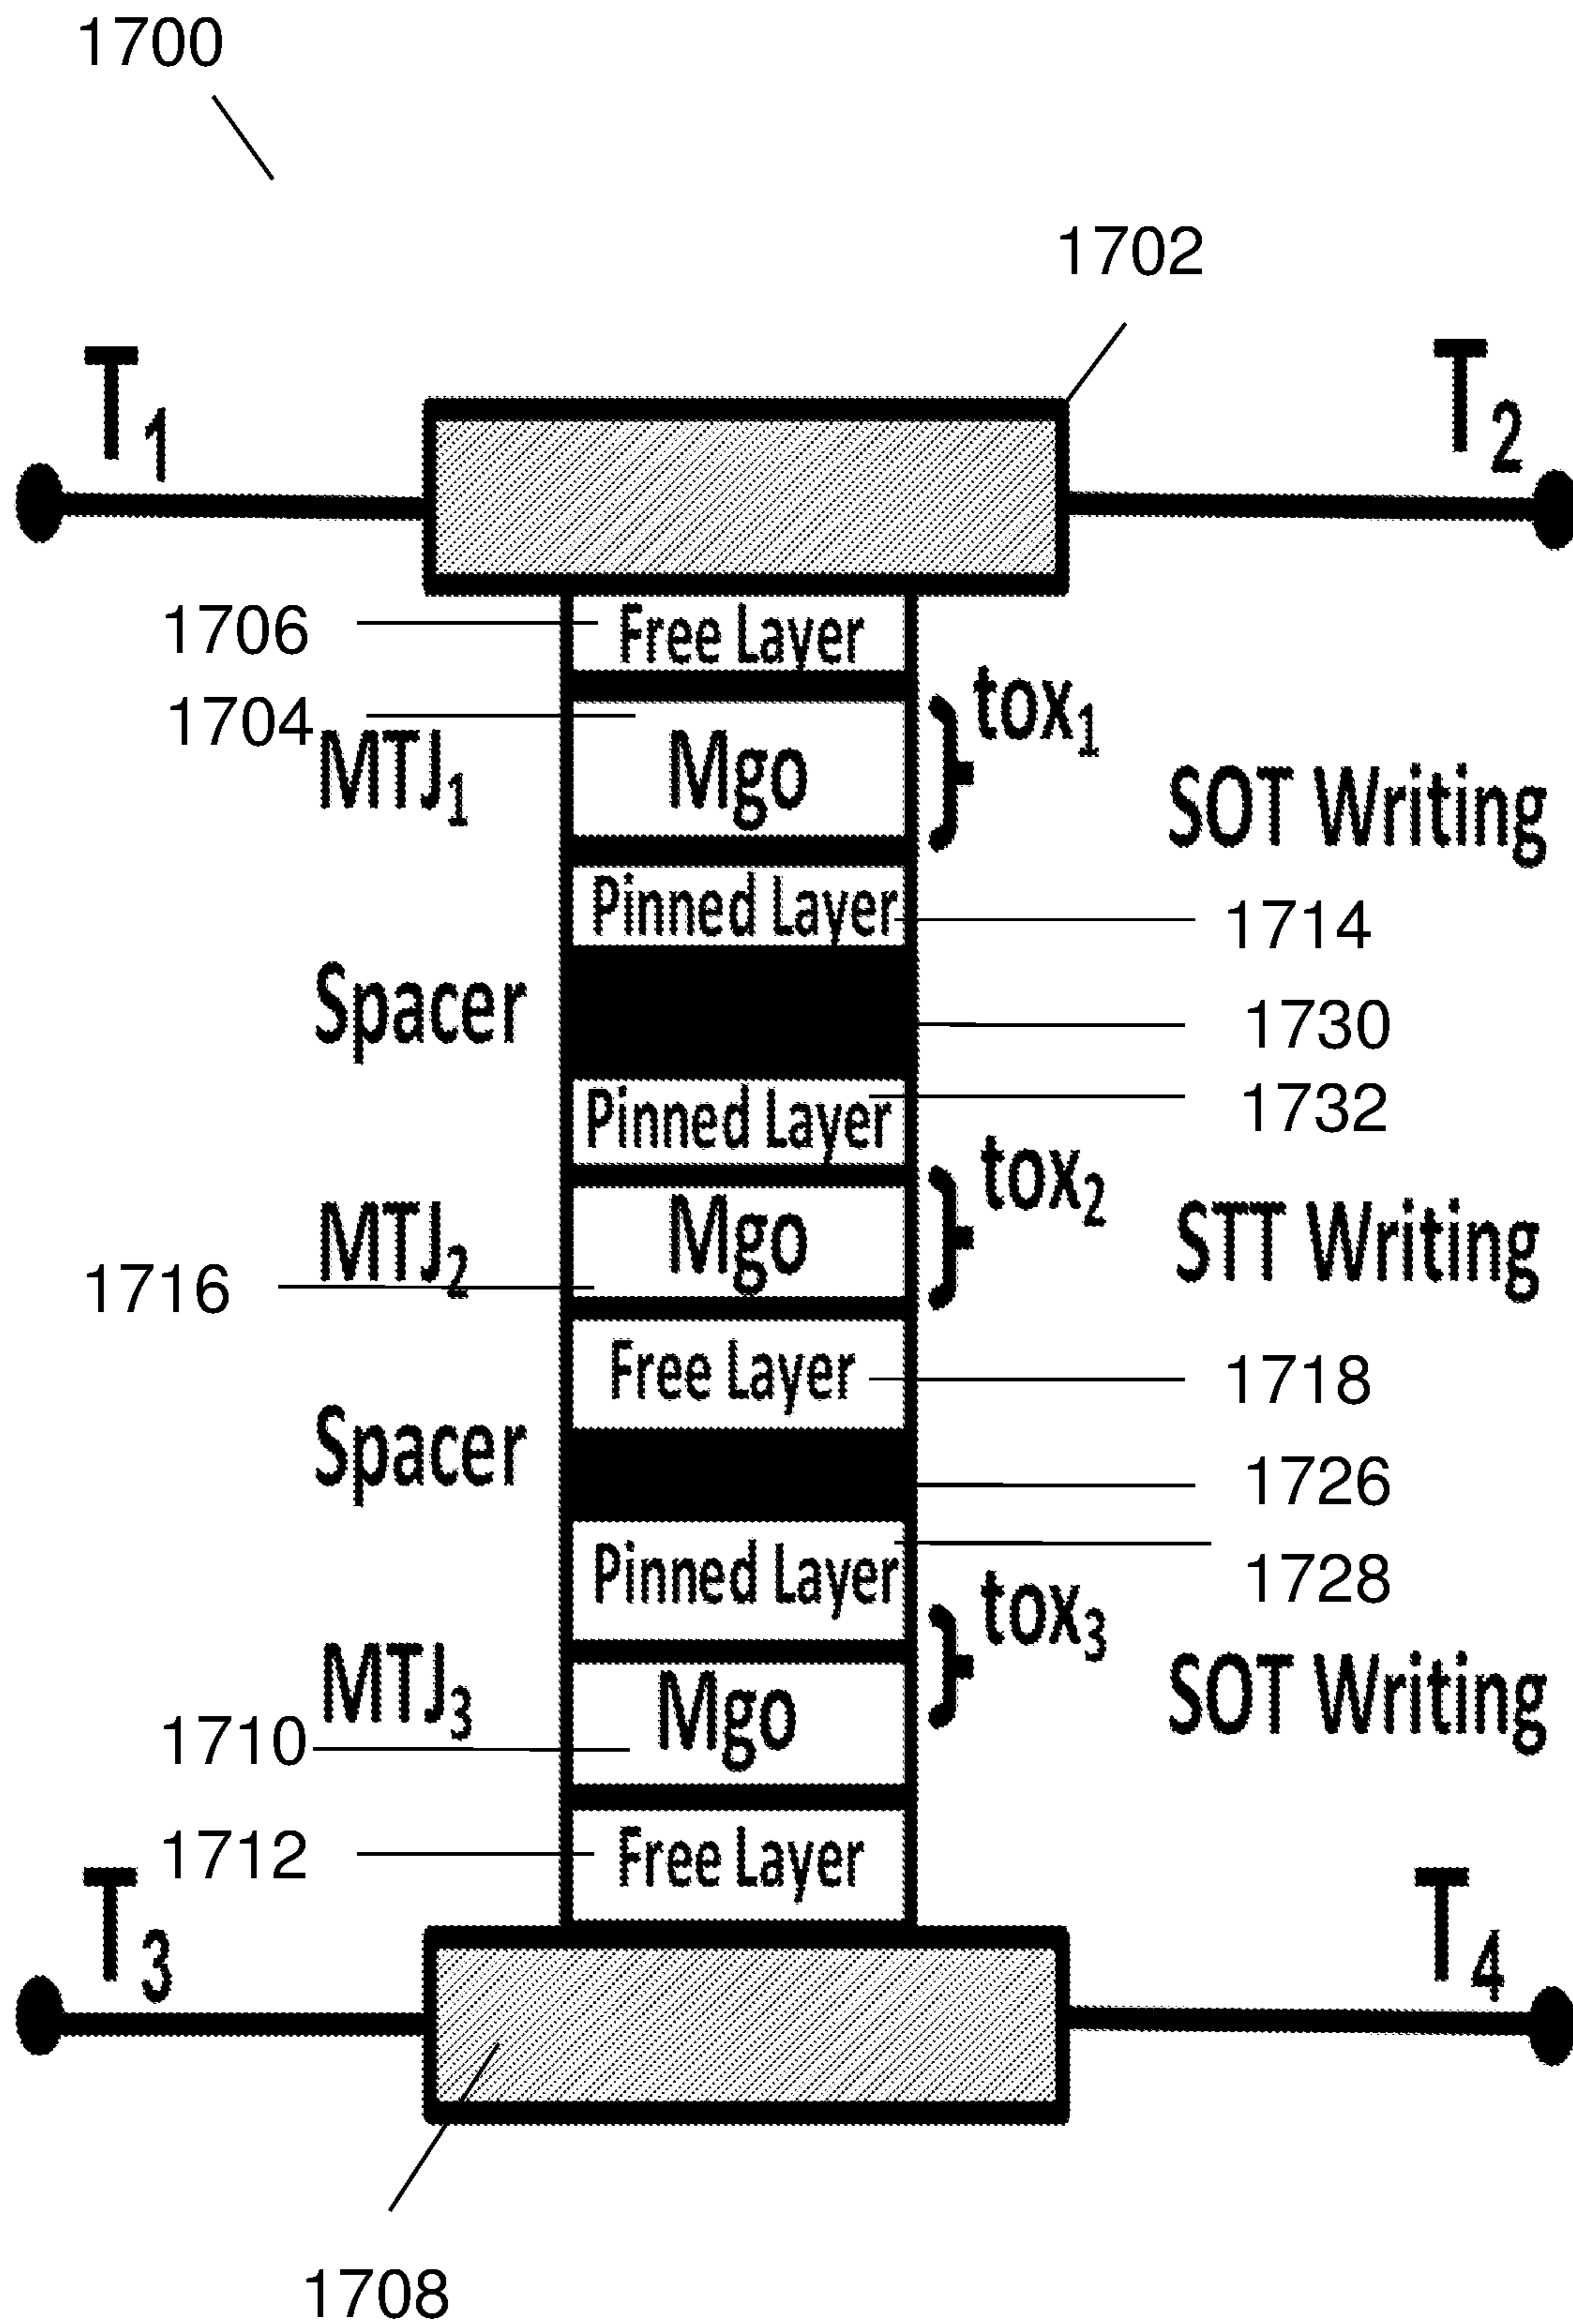 1700
1702
T1
T2
1706
Free Layer
1704
MTJ1
Mgo
tox1
SOT Writing
Pinned Layer
1714
Spacer
1730
Pinned Layer
1732
MTJ2
Mgo
tox2
STT Writing
1716
Free Layer
1718
Spacer
1726
Pinned Layer
1728
tox3
MTJ3
Mgo
SOT Writing
1710
1712
Free Layer
T3
T4
1708